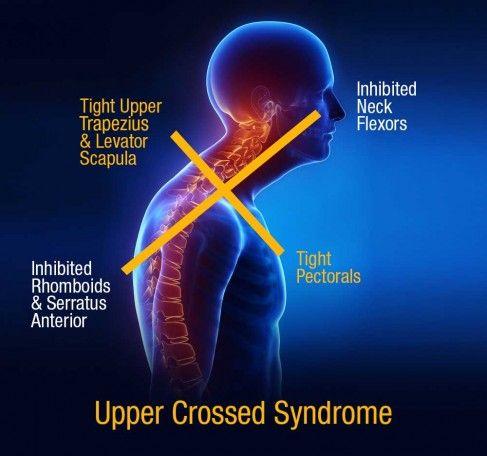 Tight Upper
Trapezius
& Levator
Scapula
Inhibited
Neck
Flexors
Inhibited
Rhomboids
& Serratus
Anterior
Tight
Pectorals
Upper Crossed Syndrome